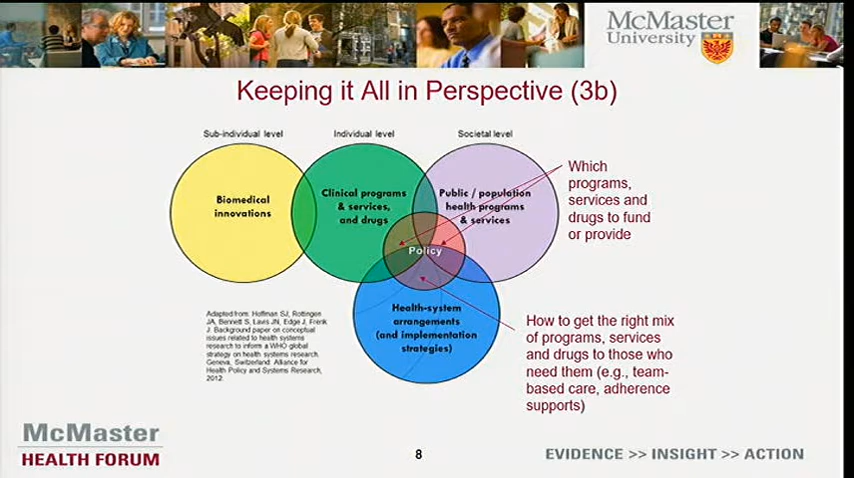 McMaster
University
Keeping it All in Perspective (3b)
Sub-individual level
Individual level
Societal level
Biomedical
innovations
Clinical programs
& services,
and drugs
Public / population
health programs
& services
Policy
Health-system
arrangements
(and implementation
strategies)
Which
programs,
services and
drugs to fund
or provide
How to get the right mix
of programs, services
and drugs to those who
need them (e.g., team-
based care, adherence
supports)
Adapted from: Hoffman SJ, Rottingen
JA, Bennett S, Lavis JN, Edge J, Frenk
J. Background paper on conceptual
issues related to health systems
research to inform a WHO global
strategy on health systems research.
Geneva, Switzerland: Alliance for
Health Policy and Systems Research,
2012.
McMaster
HEALTH FORUM
8
EVIDENCE >> INSIGHT >> ACTION